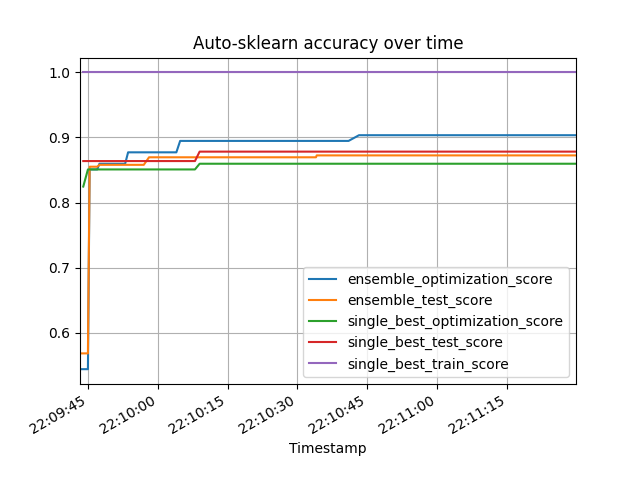 Auto-sklearn accuracy over time
1.0
0.9
0.8
0.7
0.6
ensemble_optimization_score
ensemble_test_score
single_best_optimization_score
single_best_test_score
single_best_train_score
22:09:45
22:10:00
22:10:15
22:10:30
22:10:45
22:11:00
22:11:15
Timestamp